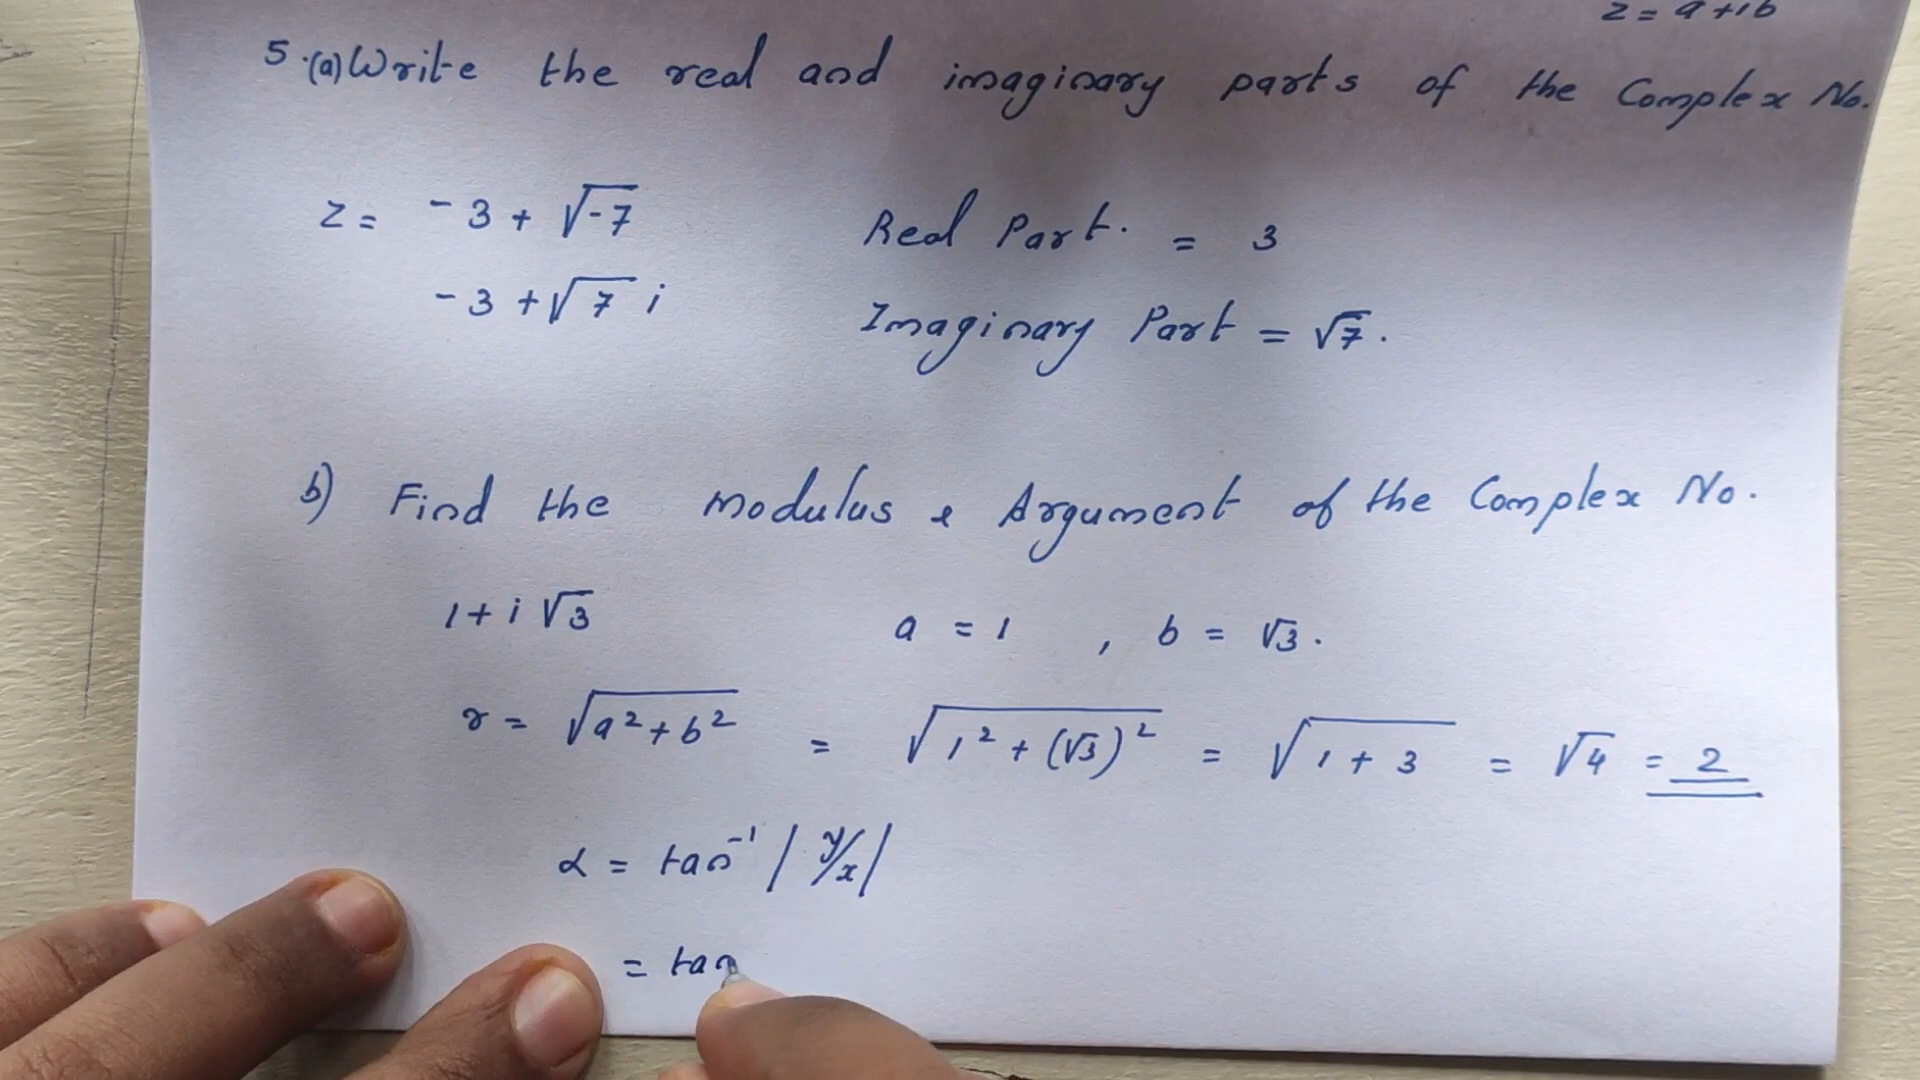 z = a + ib
5.(a) Write the real and imaginary parts of the Complex No.
z = -3 + √-7 Real Part. = 3
-3 + √7 i Imaginary Part = √7.
b) Find the modulus & Argument of the Complex No.
1 + i √3 a = 1 , b = √3.
r = √a² + b² = √1² + (√3)² = √1 + 3 = √4 = 2
α = tan⁻¹ | y/x |
= tan